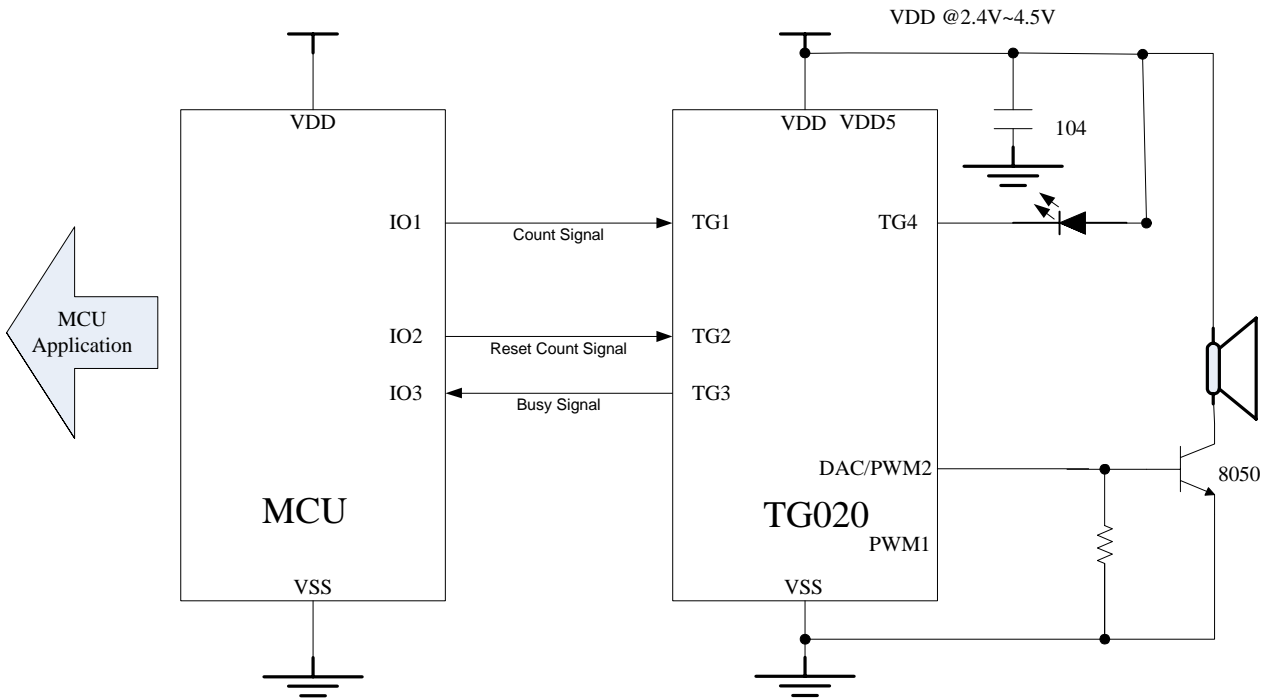 VDD @2.4V~4.5V
VDD
VDD VDD5
104
IO1
Count Signal
TG1
TG4
MCU
Application
IO2
Reset Count Signal
TG2
IO3
Busy Signal
TG3
DAC/PWM2
8050
MCU
TG020
PWM1
VSS
VSS